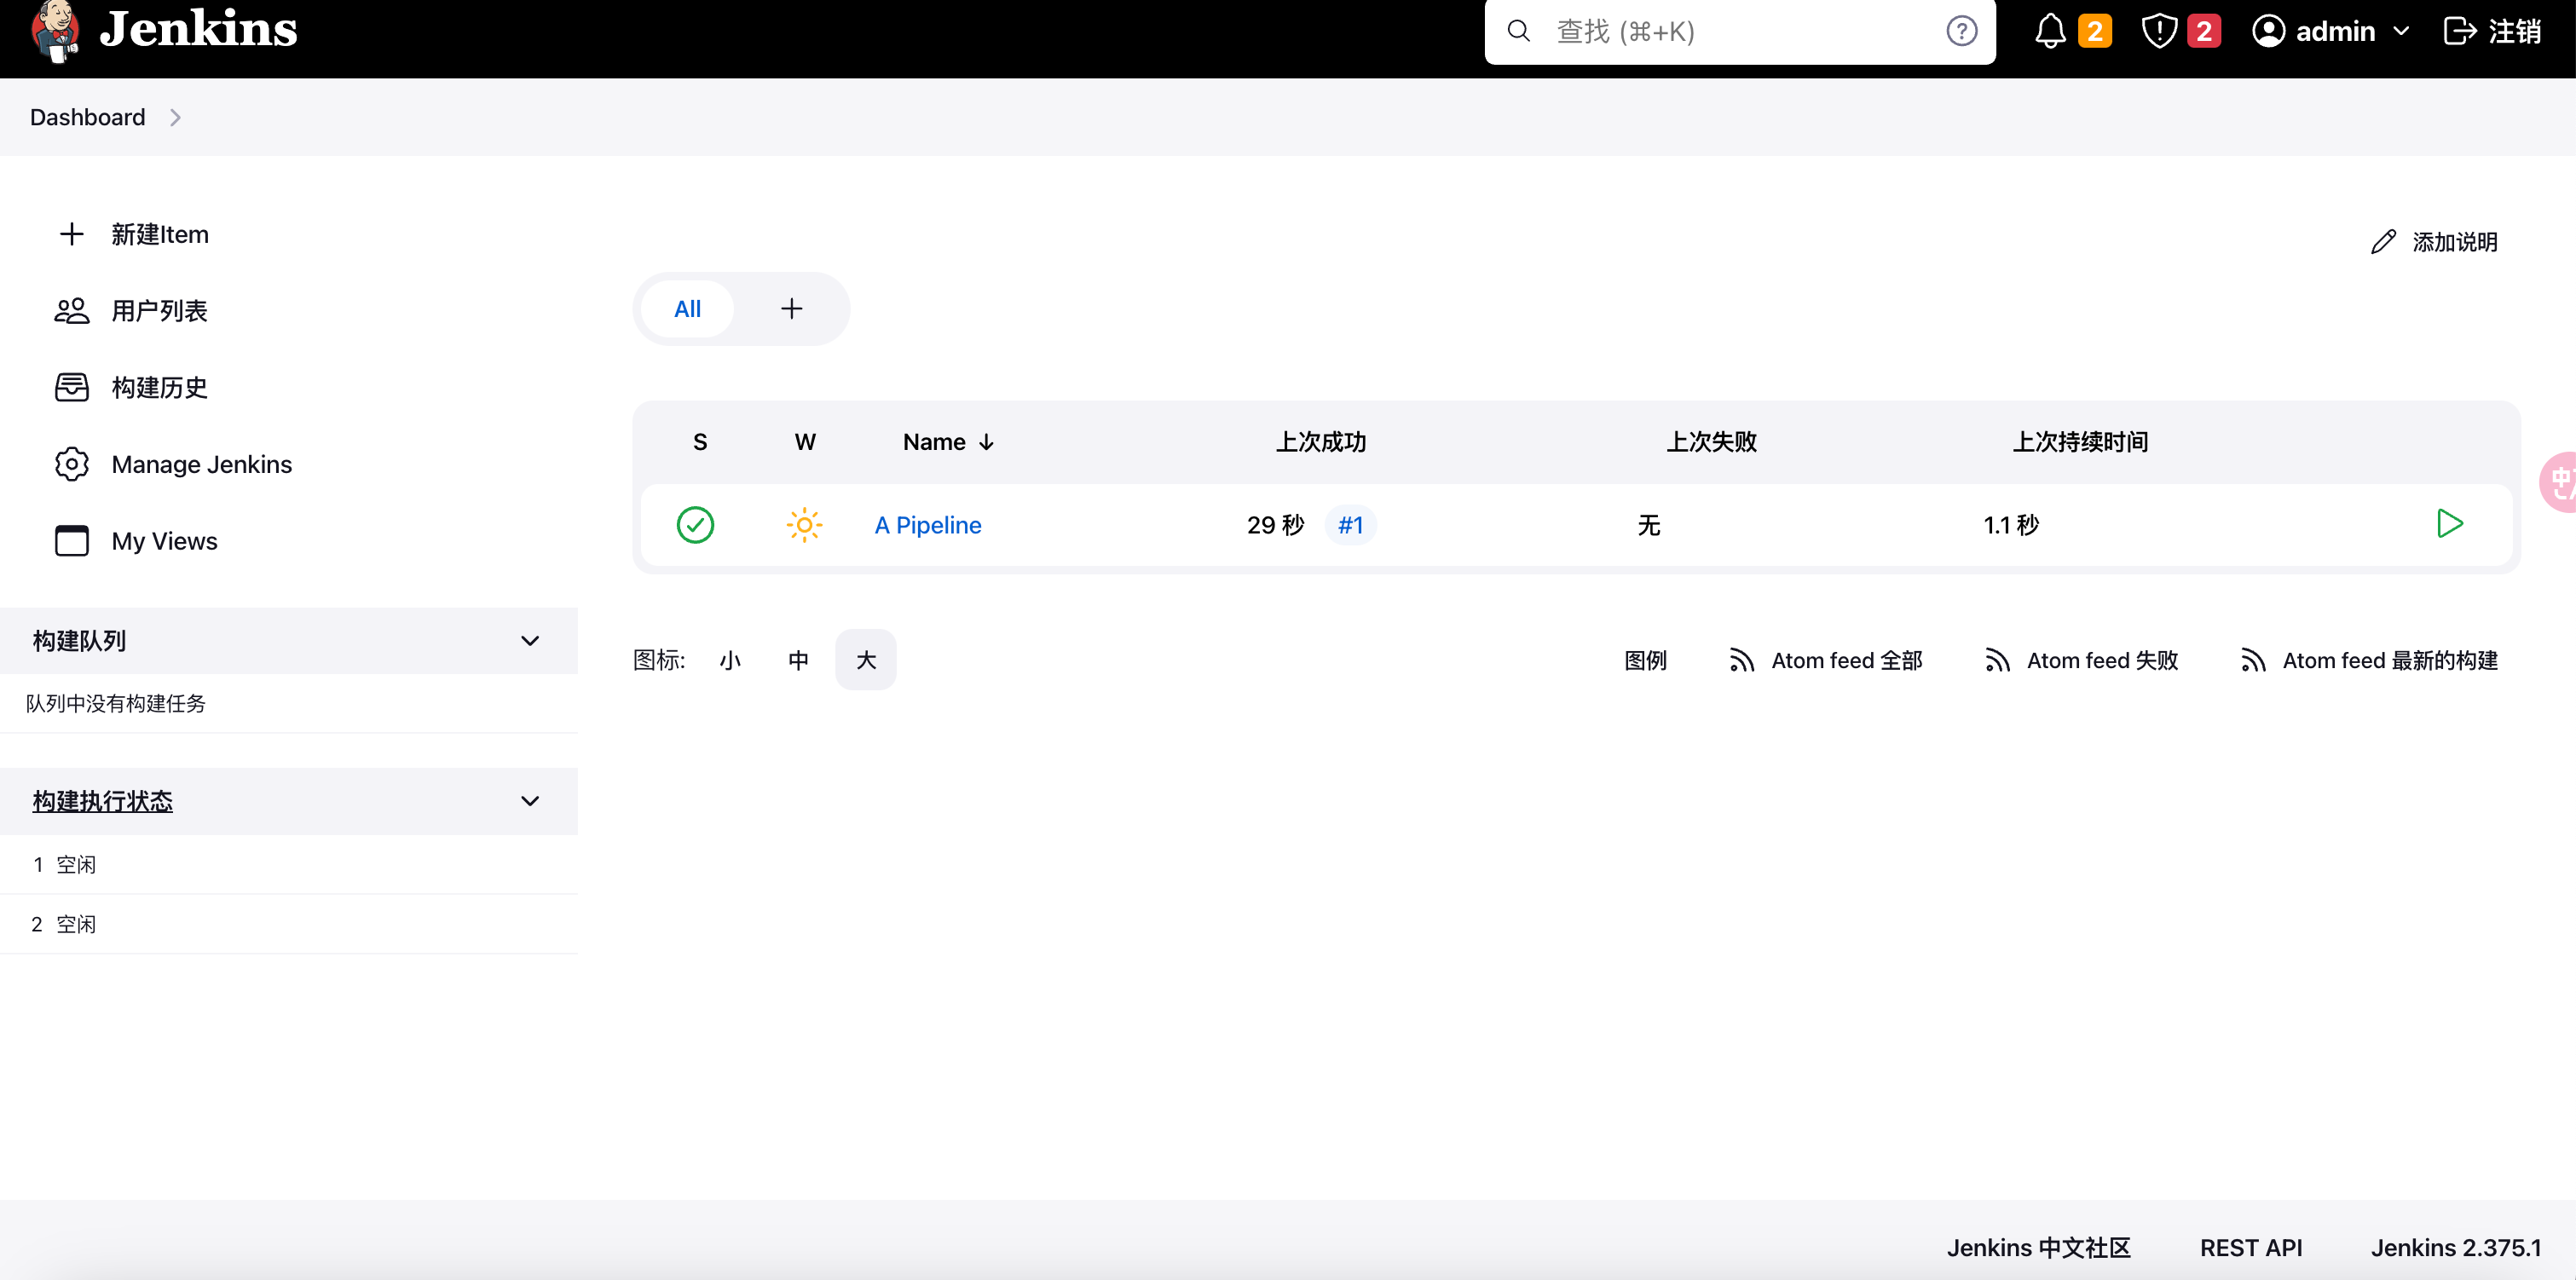 Jenkins
查找 (⌘+K)
2
2
admin
注销
Dashboard
新建Item
用户列表
构建历史
Manage Jenkins
My Views
构建队列
队列中没有构建任务
构建执行状态
1 空闲
2 空闲
添加说明
All
S W Name ↓ 上次成功 上次失败 上次持续时间
A Pipeline 29 秒 #1 无 1.1 秒
图标: 小 中 大
图例 Atom feed 全部 Atom feed 失败 Atom feed 最新的构建
中
Jenkins 中文社区 REST API Jenkins 2.375.1